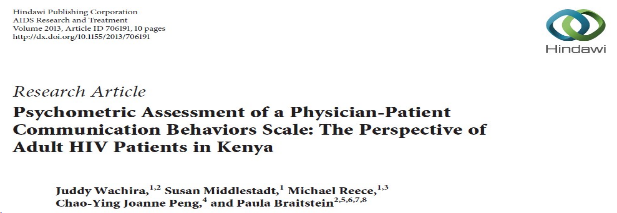 Hindawi Publishing Corporation
AIDS Research and Treatment
Volume 2013, Article ID 706191, 10 pages
http://dx.doi.org/10.1155/2013/706191
Hindawi
Research Article
Psychometric Assessment of a Physician-Patient
Communication Behaviors Scale: The Perspective of
Adult HIV Patients in Kenya
Juddy Wachira,1,2 Susan Middlestadt,1 Michael Reece,1,3
Chao-Ying Joanne Peng,4 and Paula Braitstein2,5,6,7,8